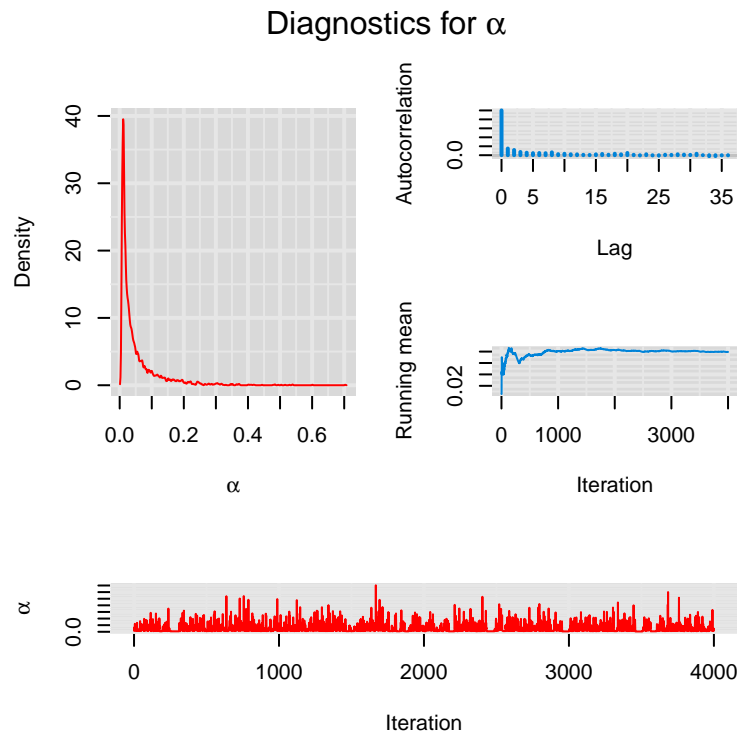 Diagnostics for α
Density
0
10
20
30
40
0.0 0.2 0.4 0.6
α
Autocorrelation
0.0
0 5 15 25 35
Lag
Running mean
0.02
0 1000 3000
Iteration
α
0.0
0 1000 2000 3000 4000
Iteration